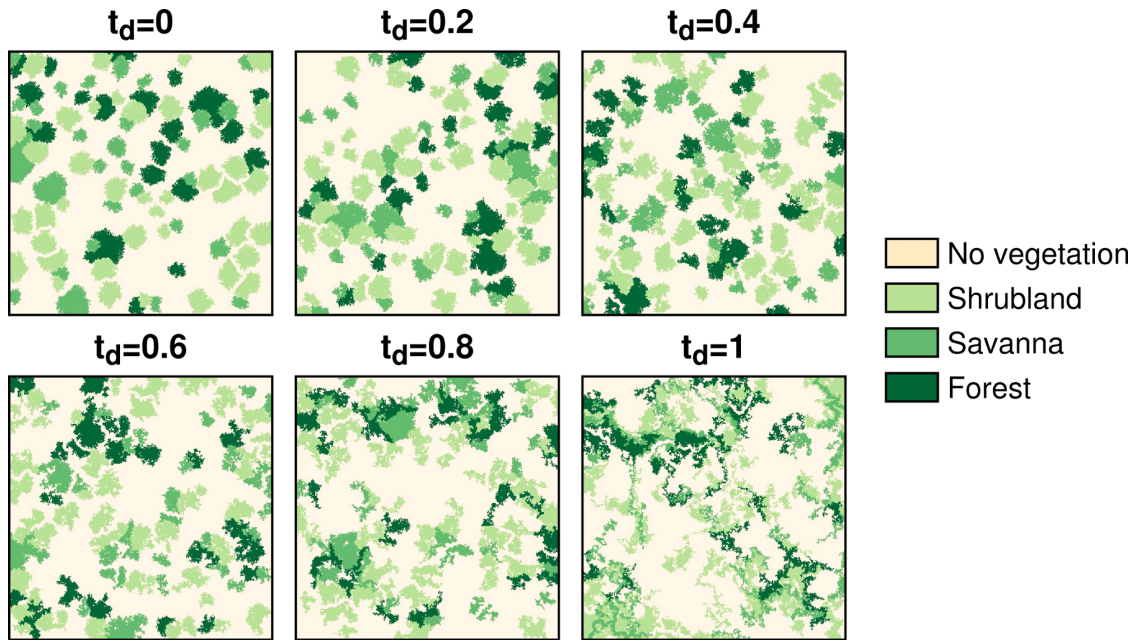 t_d=0
t_d=0.2
t_d=0.4
No vegetation
Shrubland
Savanna
Forest
t_d=0.6
t_d=0.8
t_d=1